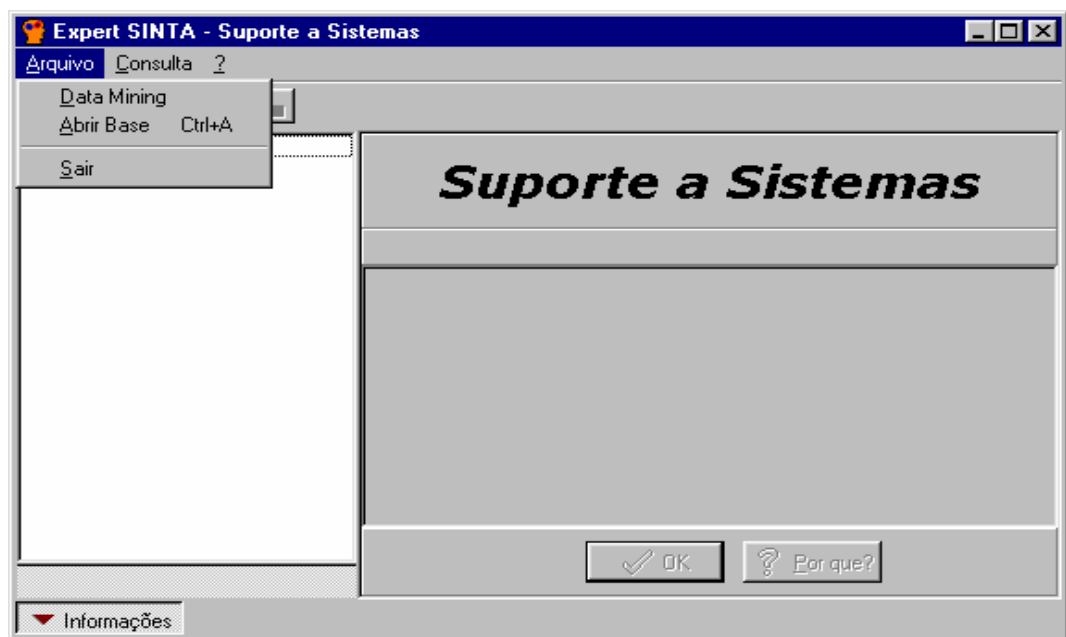 Expert SINTA - Suporte a Sistemas
Arquivo Consulta ?
Data Mining
Abrir Base Ctrl+A
Sair
Suporte a Sistemas
OK Por que?
Informações